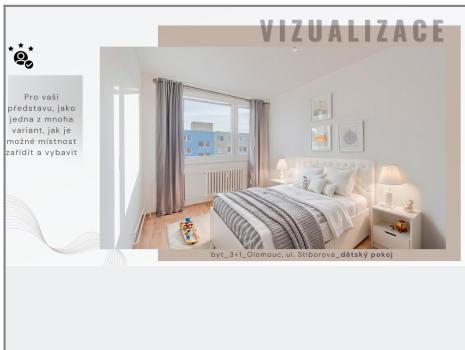 VIZUALIZACE
Pro vaši
představu, jako
jedna z mnoha
variant, jak je
možné místnost
zařídit a vybavit
byt_3+1_Olomouc, ul. Stiborova_dětský pokoj